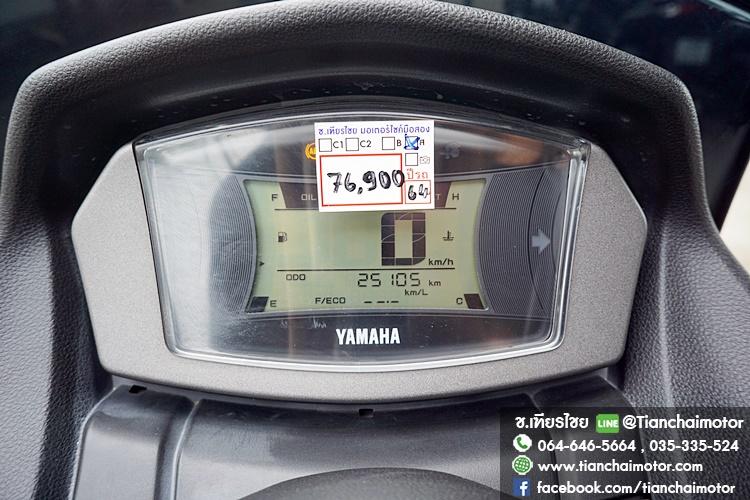 ช.เทียรไชย มอเตอร์ไซค์มือสอง
C1 C2 B A
76,900
ปีรถ
F OIL T H
0 km/h
ODO 25105 km
km/L
E F/ECO --.- C
YAMAHA
ช.เทียรไชย LINE @Tianchaimotor
064-646-5664 , 035-335-524
www.tianchaimotor.com
facebook.com/tianchaimotor